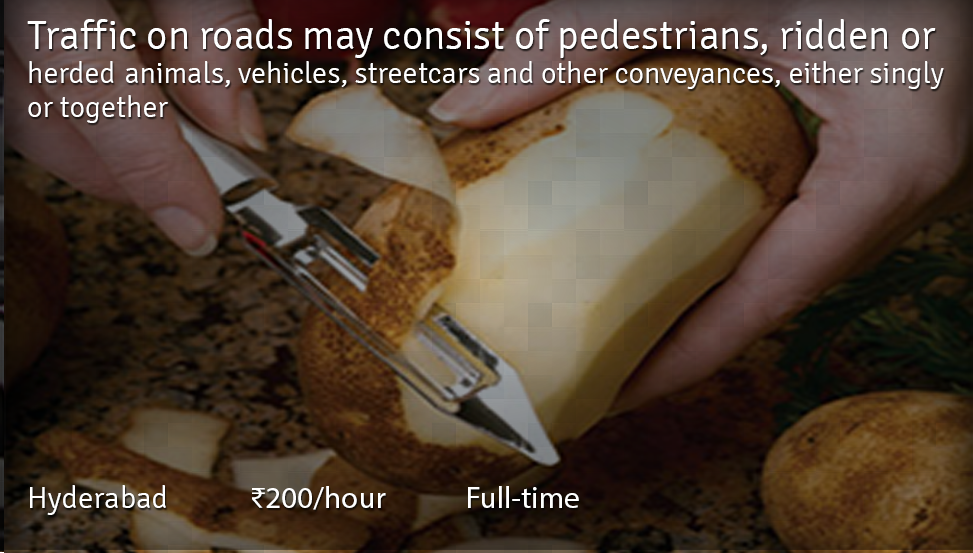 Traffic on roads may consist of pedestrians, ridden or
herded animals, vehicles, streetcars and other conveyances, either singly
or together
Hyderabad ₹200/hour Full-time